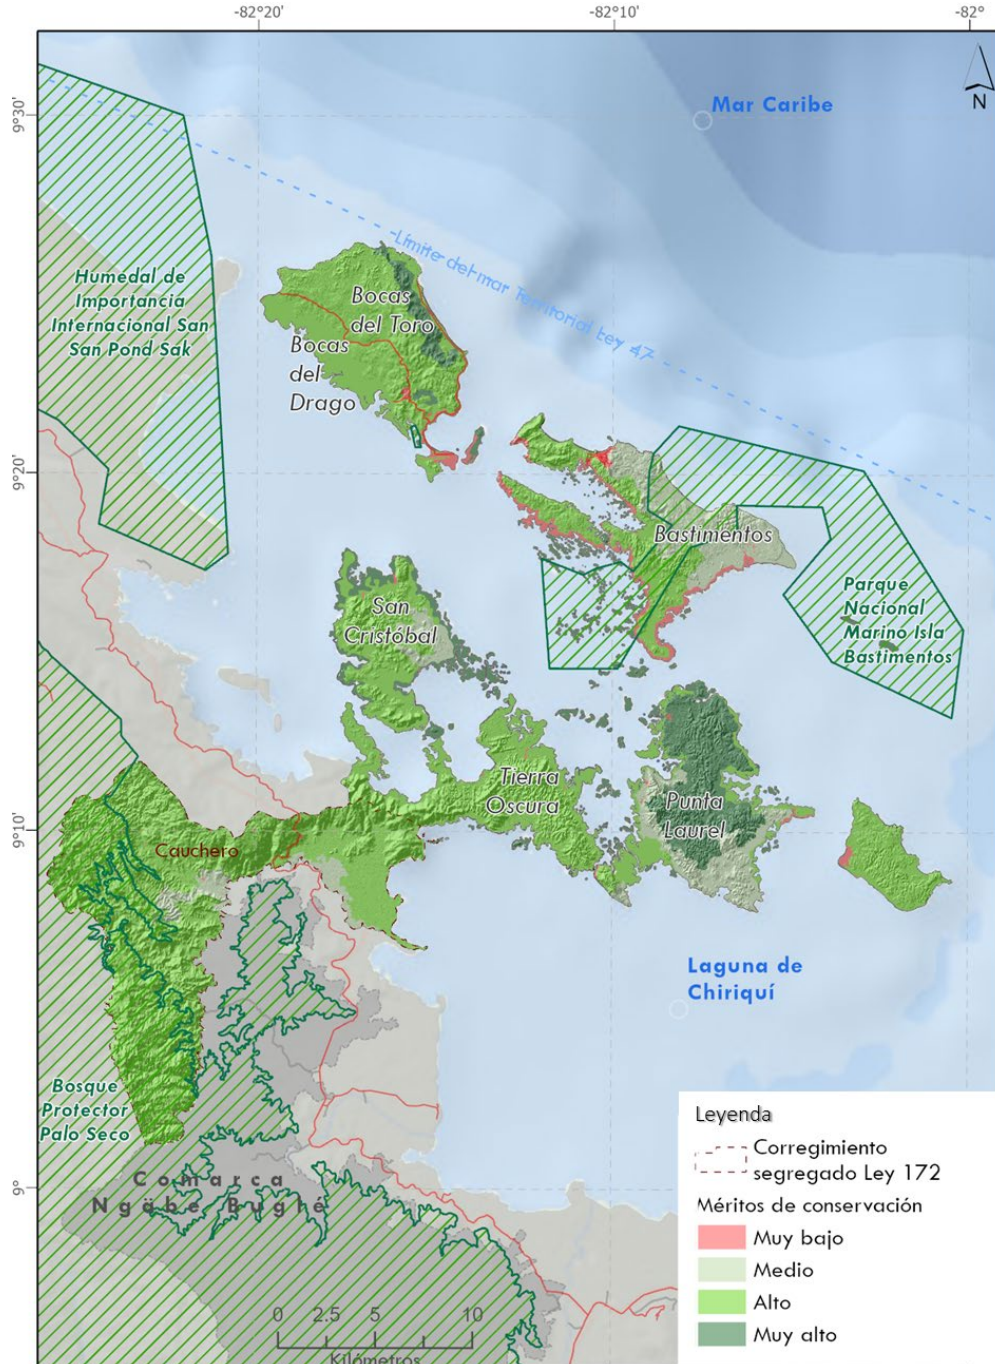 -82°20'
-82°10'
-82°
9°30'
9°20'
9°10'
9°
N
Mar Caribe
Límite del mar Territorial Ley 47
Humedal de
Importancia
Internacional San
San Pond Sak
Bocas
del Toro
Bocas
del
Drago
Bastimentos
San
Cristóbal
Parque
Nacional
Marino Isla
Bastimentos
Tierra
Oscura
Punta
Laurel
Cauchero
Laguna de
Chiriquí
Bosque
Protector
Palo Seco
Comarca
Ngäbe Buglé
0 2.5 5 10
Kilómetros
Leyenda
Corregimiento
segregado Ley 172
Méritos de conservación
Muy bajo
Medio
Alto
Muy alto